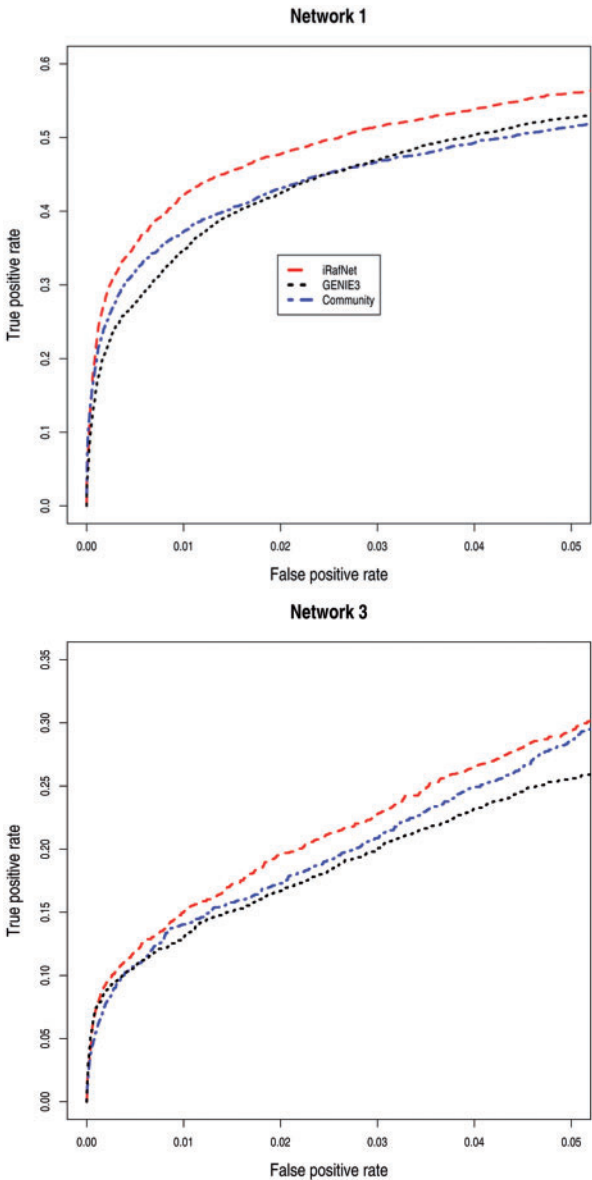 Network 1
True positive rate
0.6
0.5
0.4
0.3
0.2
0.1
0.0
iRafNet
GENIE3
Community
0.00 0.01 0.02 0.03 0.04 0.05
False positive rate
Network 3
True positive rate
0.35
0.30
0.25
0.20
0.15
0.10
0.05
0.00
0.00 0.01 0.02 0.03 0.04 0.05
False positive rate